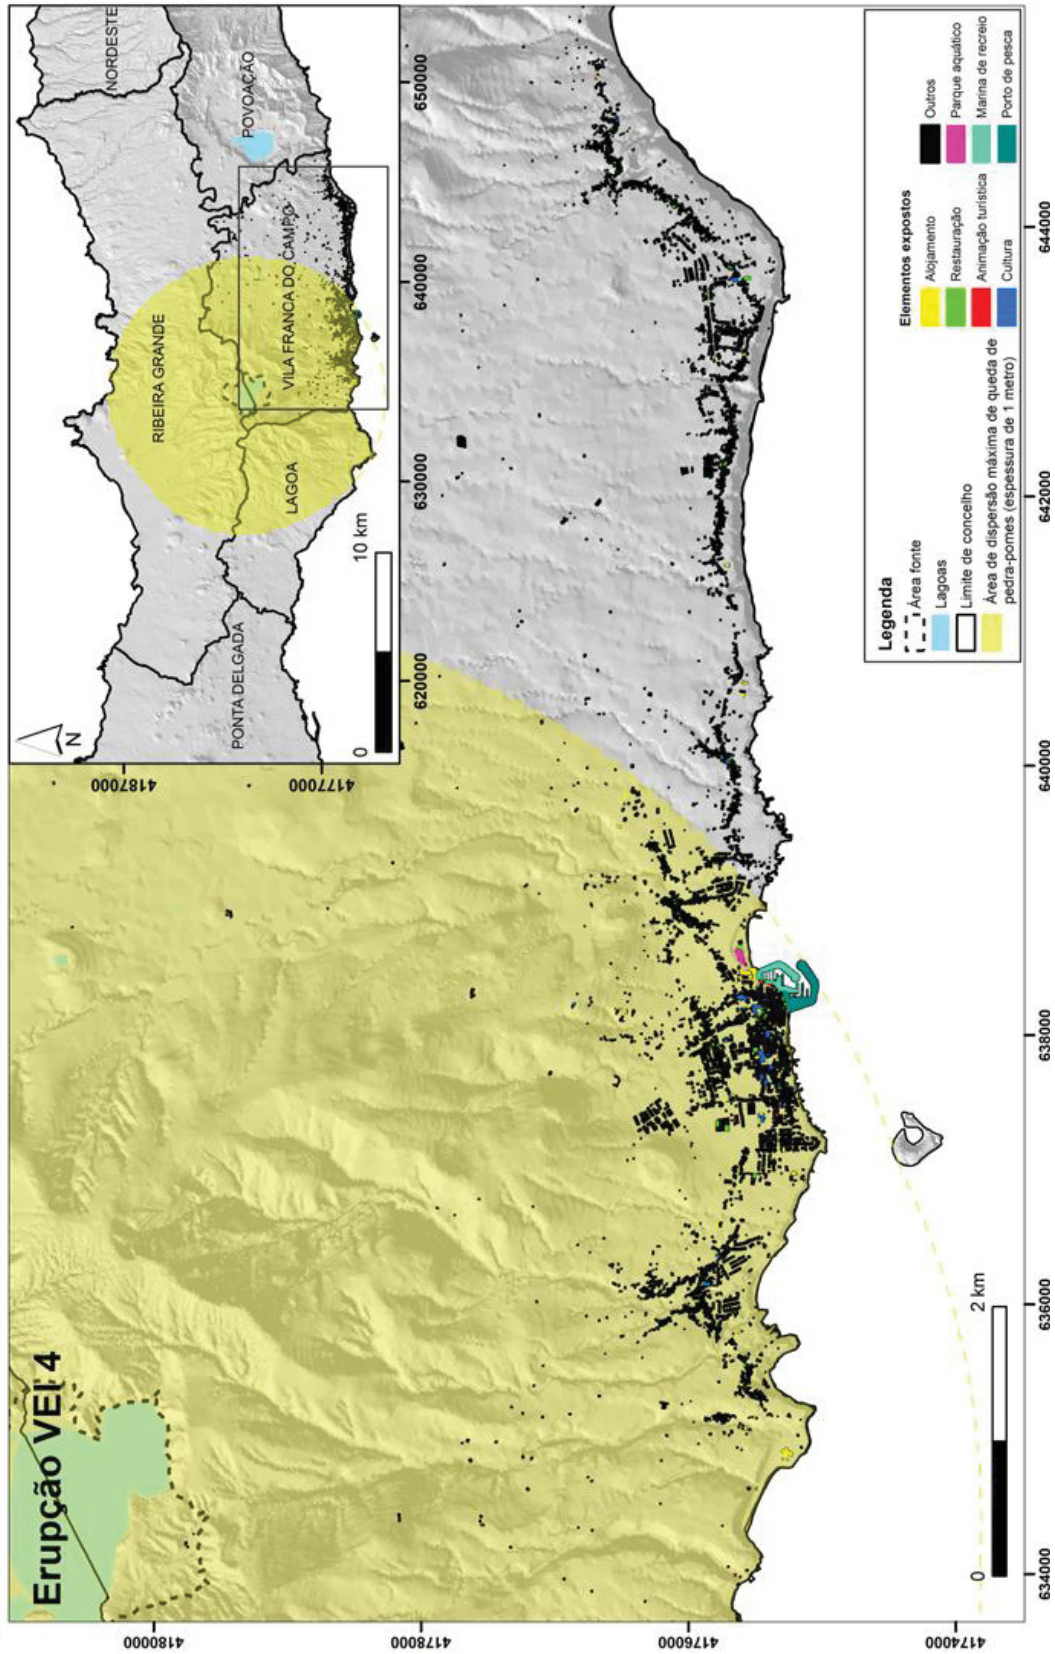 Erupção VEI 4
N
NORDESTE
POVOAÇÃO
RIBEIRA GRANDE
VILA FRANCA DO CAMPO
LAGOA
PONTA DELGADA
0 10 km
4187000
4177000
620000 630000 640000 650000
4180000
4178000
4176000
4174000
0 2 km
634000 636000 638000 640000 642000 644000
Legenda
Área fonte
Lagoas
Limite de concelho
Área de dispersão máxima de queda de
pedra-pomes (espessura de 1 metro)
Elementos expostos
Alojamento
Restauração
Animação turística
Cultura
Outros
Parque aquático
Marina de recreio
Porto de pesca